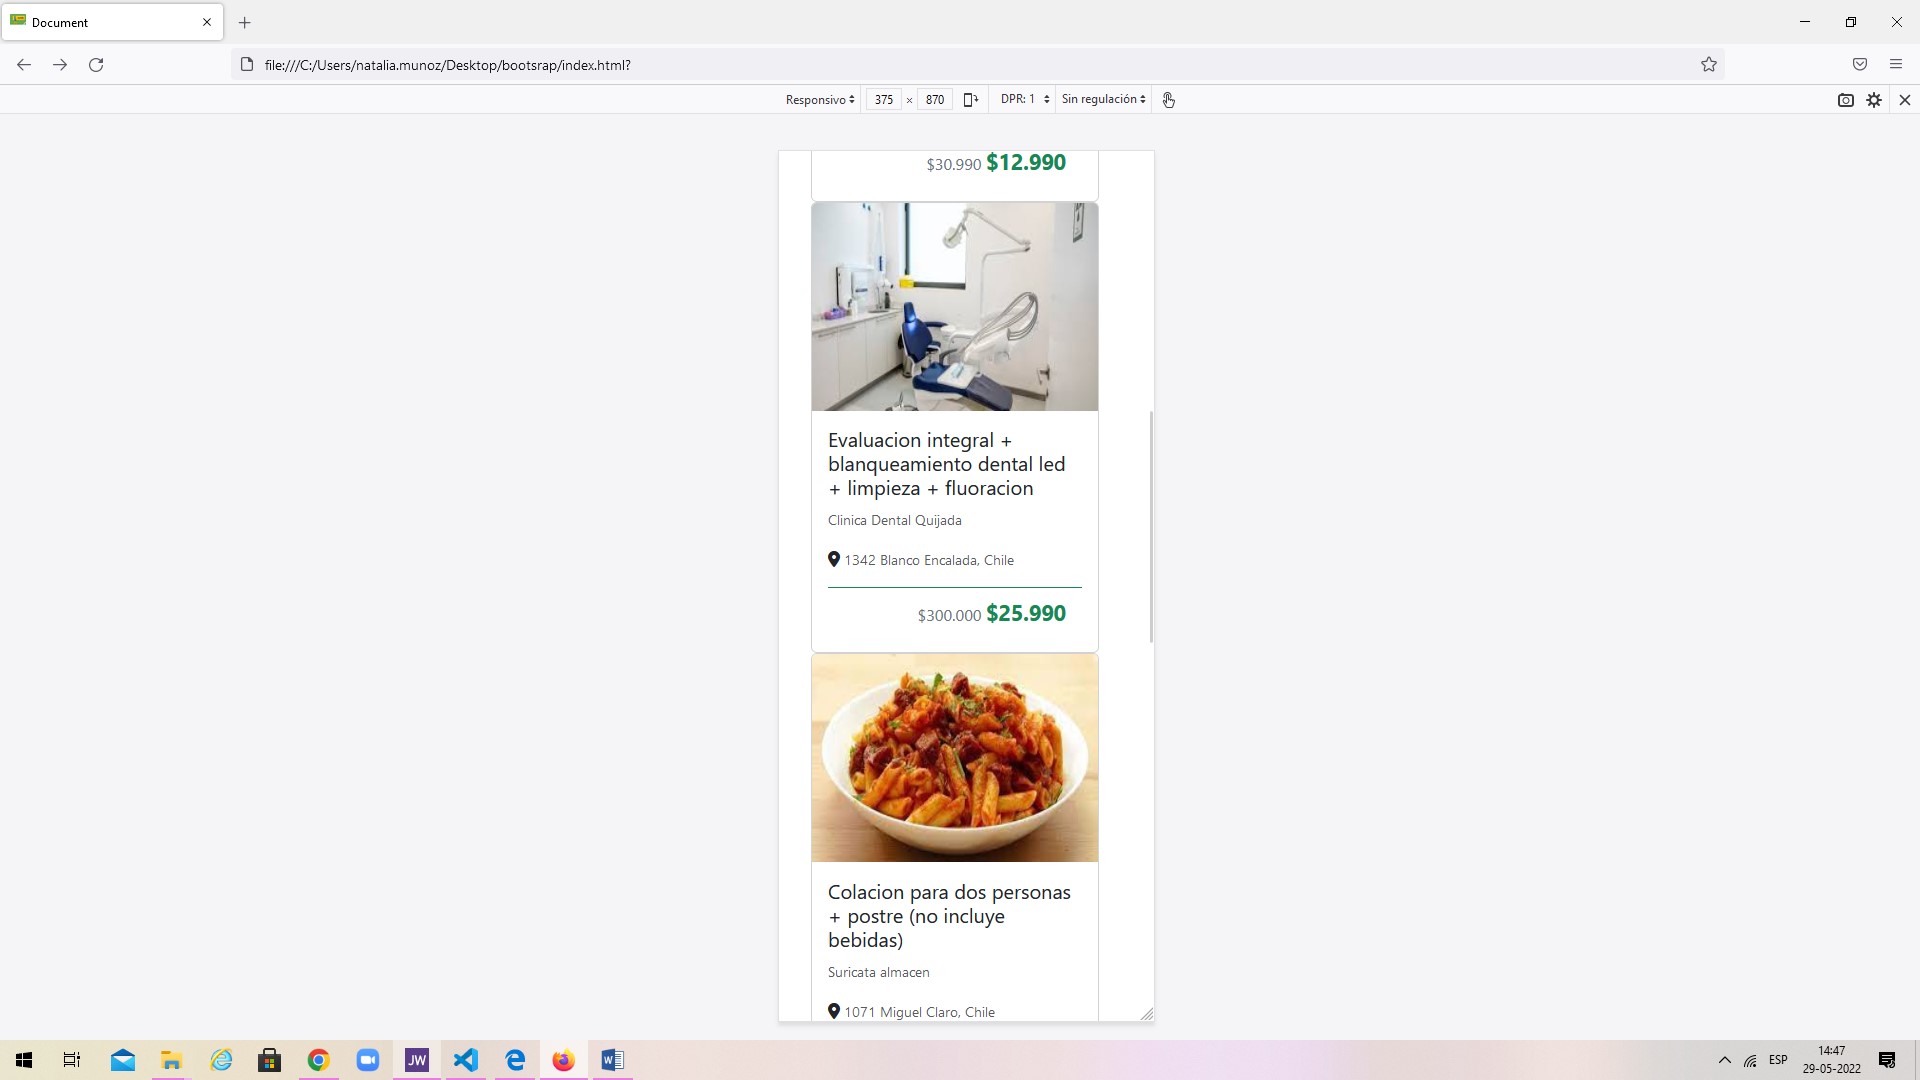 Document
file:///C:/Users/natalia.munoz/Desktop/bootsrap/index.html?
Responsivo 375 × 870 DPR: 1 Sin regulación
$30.990 $12.990
Evaluacion integral +
blanqueamiento dental led
+ limpieza + fluoracion
Clinica Dental Quijada
1342 Blanco Encalada, Chile
$300.000 $25.990
Colacion para dos personas
+ postre (no incluye
bebidas)
Suricata almacen
1071 Miguel Claro, Chile
JW
ESP
14:47
29-05-2022